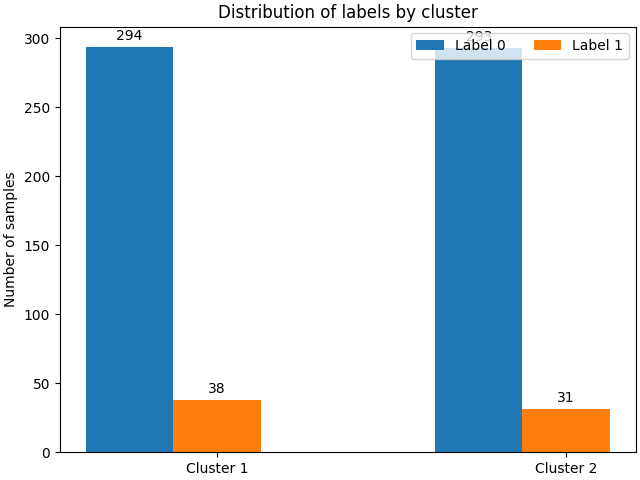 Distribution of labels by cluster
Label 0
Label 1
294
293
38
31
Number of samples
300
250
200
150
100
50
0
Cluster 1
Cluster 2